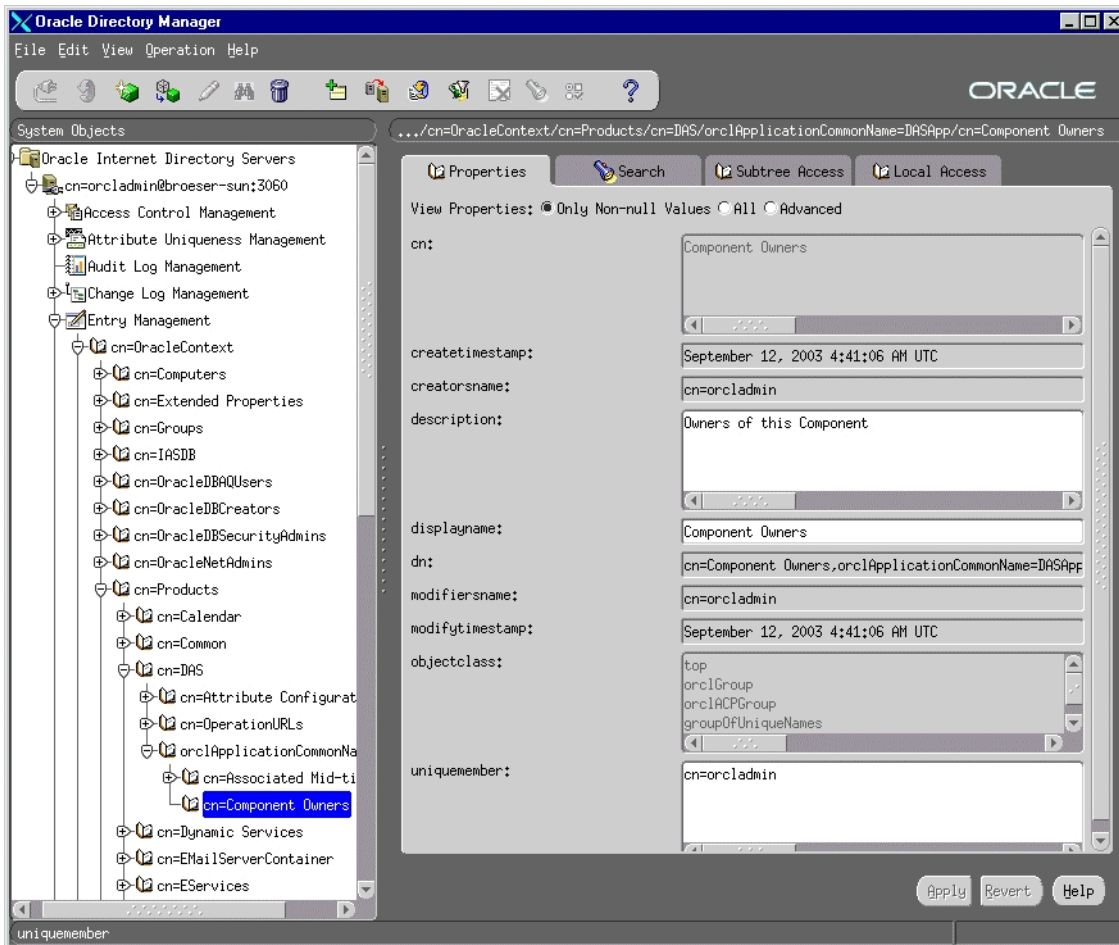 Oracle Directory Manager
File Edit View Operation Help
ORACLE
System Objects
.../cn=OracleContext/cn=Products/cn=DAS/orclApplicationCommonName=DASApp/cn=Component Owners
Oracle Internet Directory Servers
cn=orcladmin@broeser-sun:3060
Access Control Management
Attribute Uniqueness Management
Audit Log Management
Change Log Management
Entry Management
cn=OracleContext
cn=Computers
cn=Extended Properties
cn=Groups
cn=IASDB
cn=OracleDBAQUsers
cn=OracleDBCreators
cn=OracleDBSecurityAdmins
cn=OracleNetAdmins
cn=Products
cn=Calendar
cn=Common
cn=DAS
cn=Attribute Configurat
cn=OperationURLs
orclApplicationCommonNa
cn=Associated Mid-ti
cn=Component Owners
cn=Dynamic Services
cn=EMailServerContainer
cn=EServices
Properties Search Subtree Access Local Access
View Properties: Only Non-null Values All Advanced
cn: Component Owners
createtimestamp: September 12, 2003 4:41:06 AM UTC
creatorsname: cn=orcladmin
description: Owners of this Component
displayname: Component Owners
dn: cn=Component Owners,orclApplicationCommonName=DASApp
modifiersname: cn=orcladmin
modifytimestamp: September 12, 2003 4:41:06 AM UTC
objectclass: top
orclGroup
orclACPGroup
groupOfUniqueNames
uniquemember: cn=orcladmin
Apply Revert Help
uniquemember